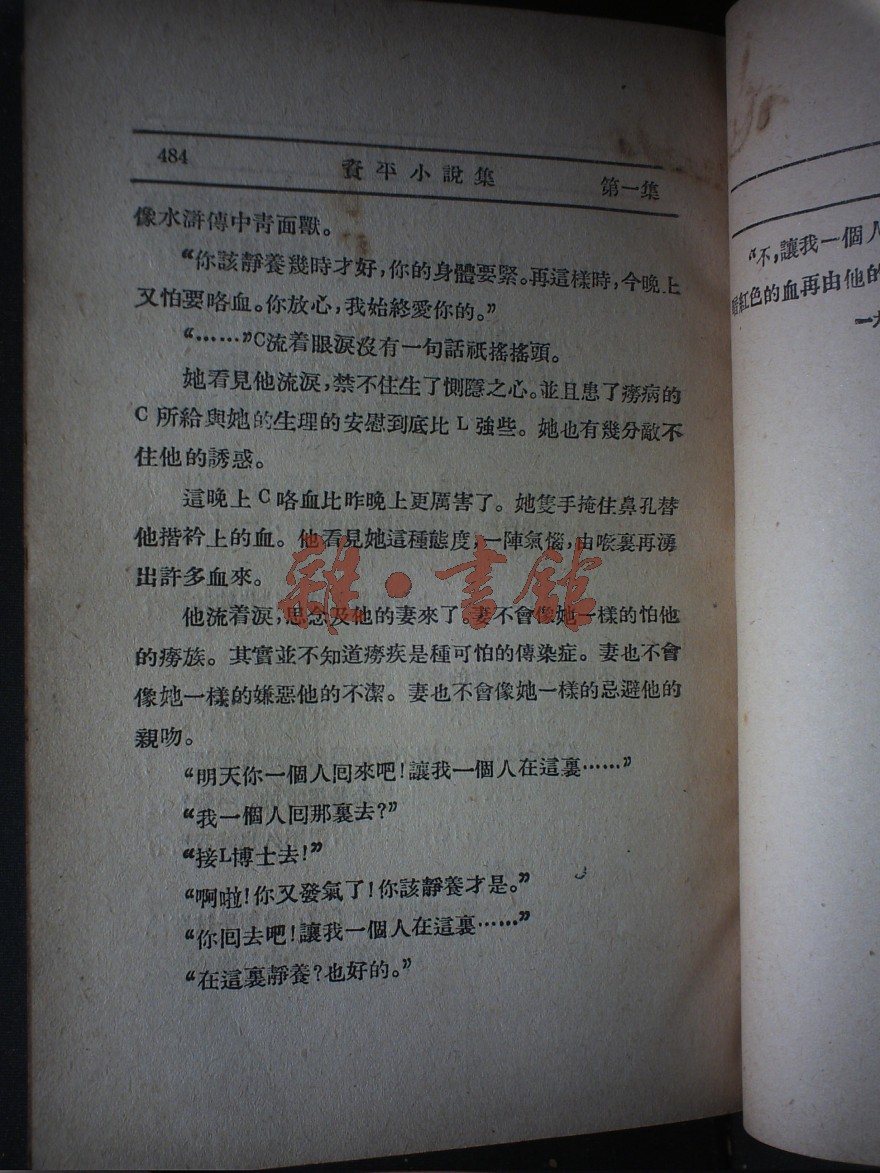 484
資平小說集
第一集
像水滸傳中青面獸。
“你該靜養幾時才好，你的身體要緊。再這樣時，今晚上
又怕要咯血。你放心，我始終愛你的。”
“……”C流着眼淚沒有一句話祇搖搖頭。
她看見他流淚，禁不住生了惻隱之心。並且患了癆病的
C 所給與她的生理的安慰到底比 L 強些。她也有幾分敵不
住他的誘惑。
這晚上 C 咯血比昨晚上更厲害了。她隻手掩住鼻孔替
他揩衿上的血。他看見她這種態度，一陣氣惱，由喉裏再湧
出許多血來。
他流着淚，思念及他的妻來了 妻不會像她一樣的怕他
的癆族。其實並不知道癆疾是種可怕的傳染症。妻也不會
像她一樣的嫌惡他的不潔。妻也不會像她一樣的忌避他的
親吻。
“明天你一個人囘來吧！讓我一個人在這裏……”
“我一個人囘那裏去？”
“接L博士去！”
“啊啦！你又發氣了！你該靜養才是。”
“你囘去吧！讓我一個人在這裏……”
“在這裏靜養？也好的。”
雜·書館
“不，讓我一個人
紅色的血再由他的
一九